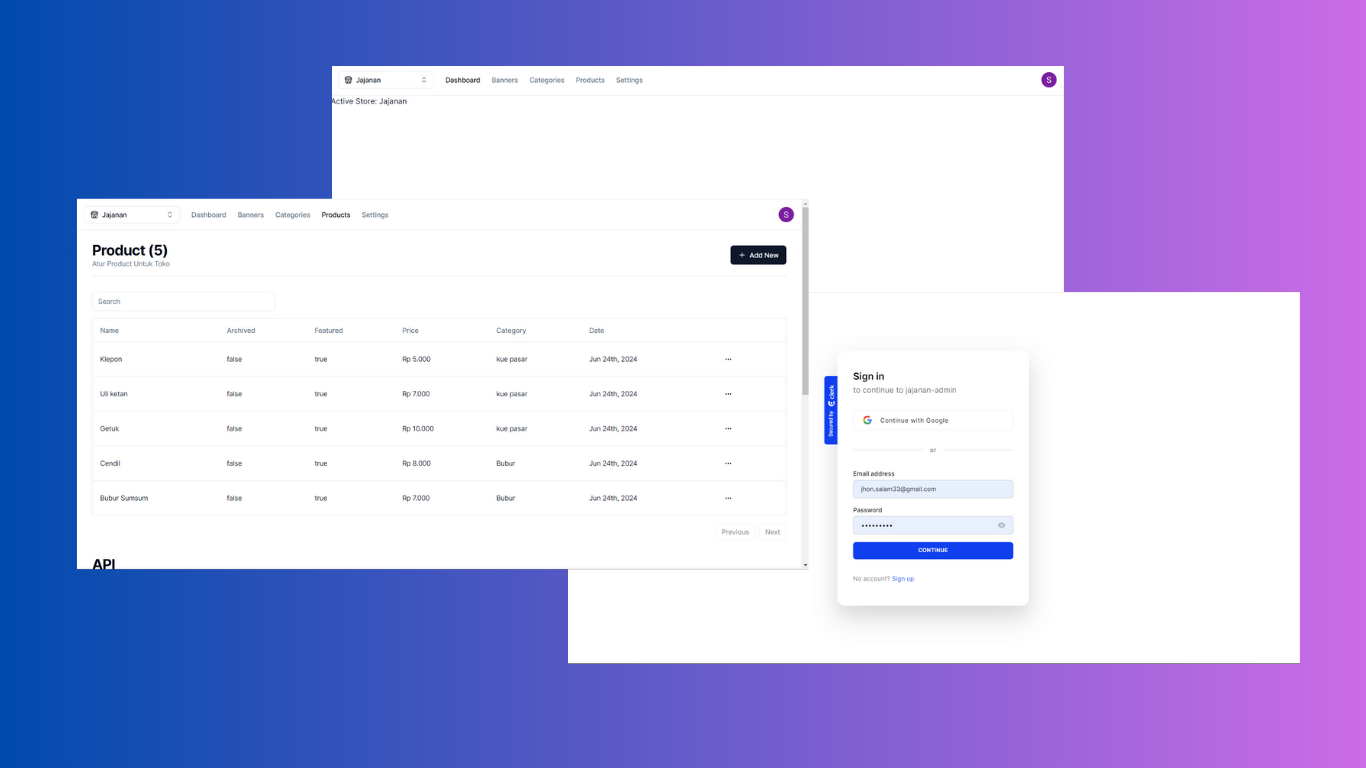 Jajanan Dashboard Banners Categories Products Settings S
Active Store: Jajanan
Jajanan Dashboard Banners Categories Products Settings S
Product (5)
Atur Product Untuk Toko
+ Add New
Search
Name Archived Featured Price Category Date
Klepon false true Rp 5.000 kue pasar Jun 24th, 2024 ...
Uli ketan false true Rp 7.000 kue pasar Jun 24th, 2024 ...
Getuk false true Rp 10.000 kue pasar Jun 24th, 2024 ...
Cendil false true Rp 8.000 Bubur Jun 24th, 2024 ...
Bubur Sumsum false true Rp 7.000 Bubur Jun 24th, 2024 ...
Previous Next
API
Secured by clerk
Sign in
to continue to jajanan-admin
Continue with Google
or
Email address
jhon.salam33@gmail.com
Password
•••••••••
CONTINUE
No account? Sign up